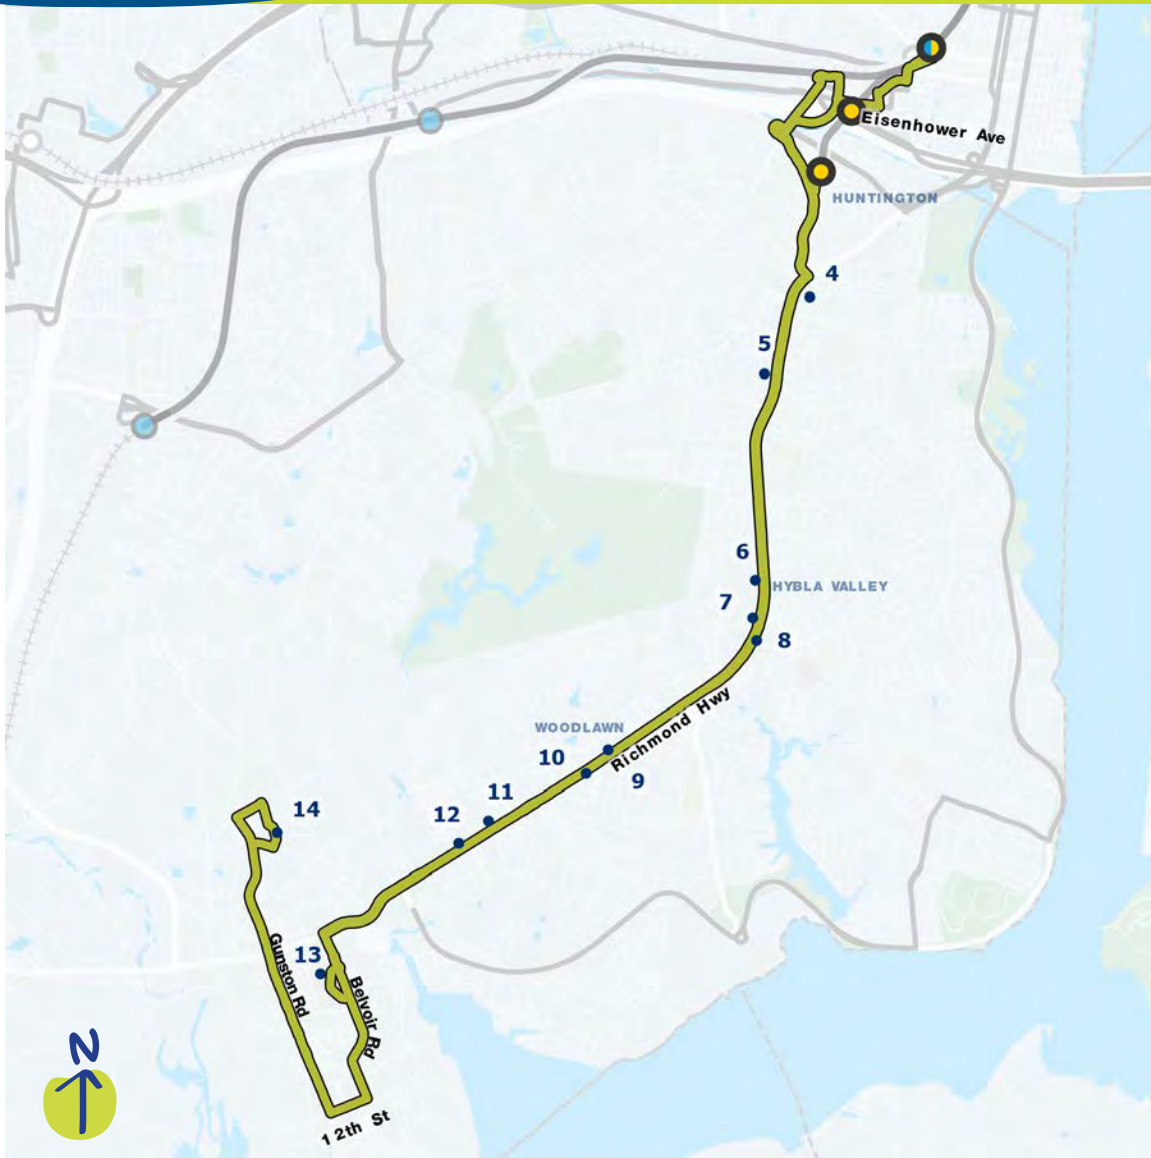 Eisenhower Ave
HUNTINGTON
4
5
6
HYBLA VALLEY
7
8
Richmond Hwy
WOODLAWN
10
9
11
12
14
13
Gunston Rd
Belvoir Rd
N
12th St